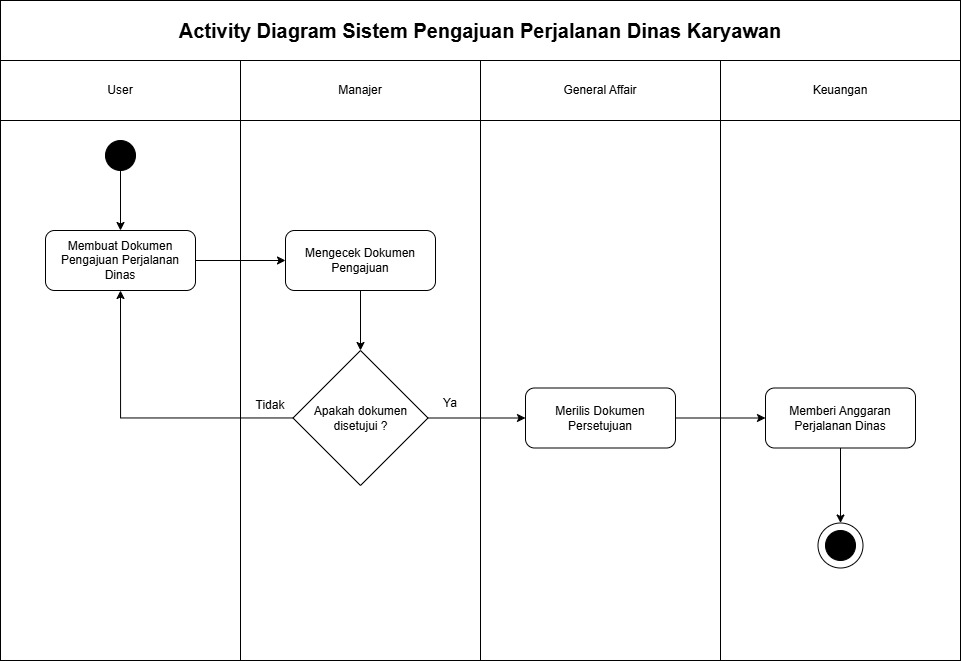 Activity Diagram Sistem Pengajuan Perjalanan Dinas Karyawan
User
Manajer
General Affair
Keuangan
Membuat Dokumen
Pengajuan Perjalanan
Dinas
Mengecek Dokumen
Pengajuan
Tidak
Apakah dokumen
disetujui ?
Ya
Merilis Dokumen
Persetujuan
Memberi Anggaran
Perjalanan Dinas